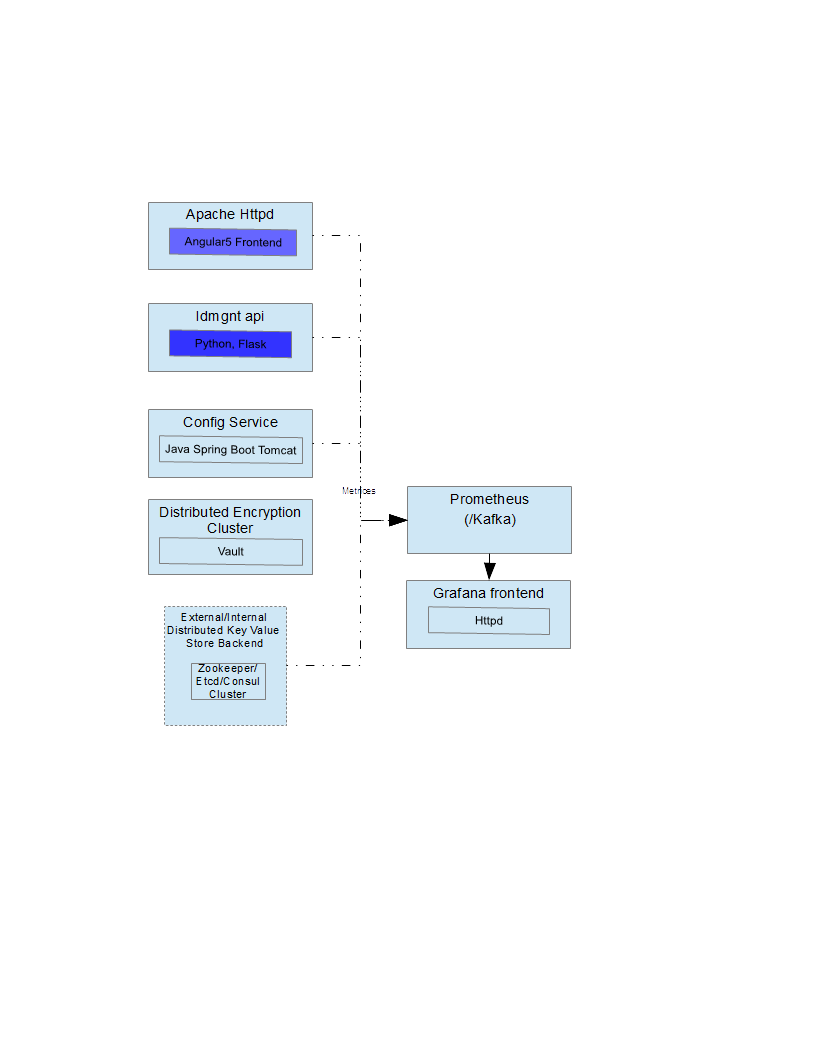 Apache Httpd
Angular5 Frontend
Idmgnt api
Python, Flask
Config Service
Java Spring Boot Tomcat
Distributed Encryption
Cluster
Vault
External/Internal
Distributed Key Value
Store Backend
Zookeeper/
Etcd/Consul
Cluster
Metrices
Prometheus
(/Kafka)
Grafana frontend
Httpd